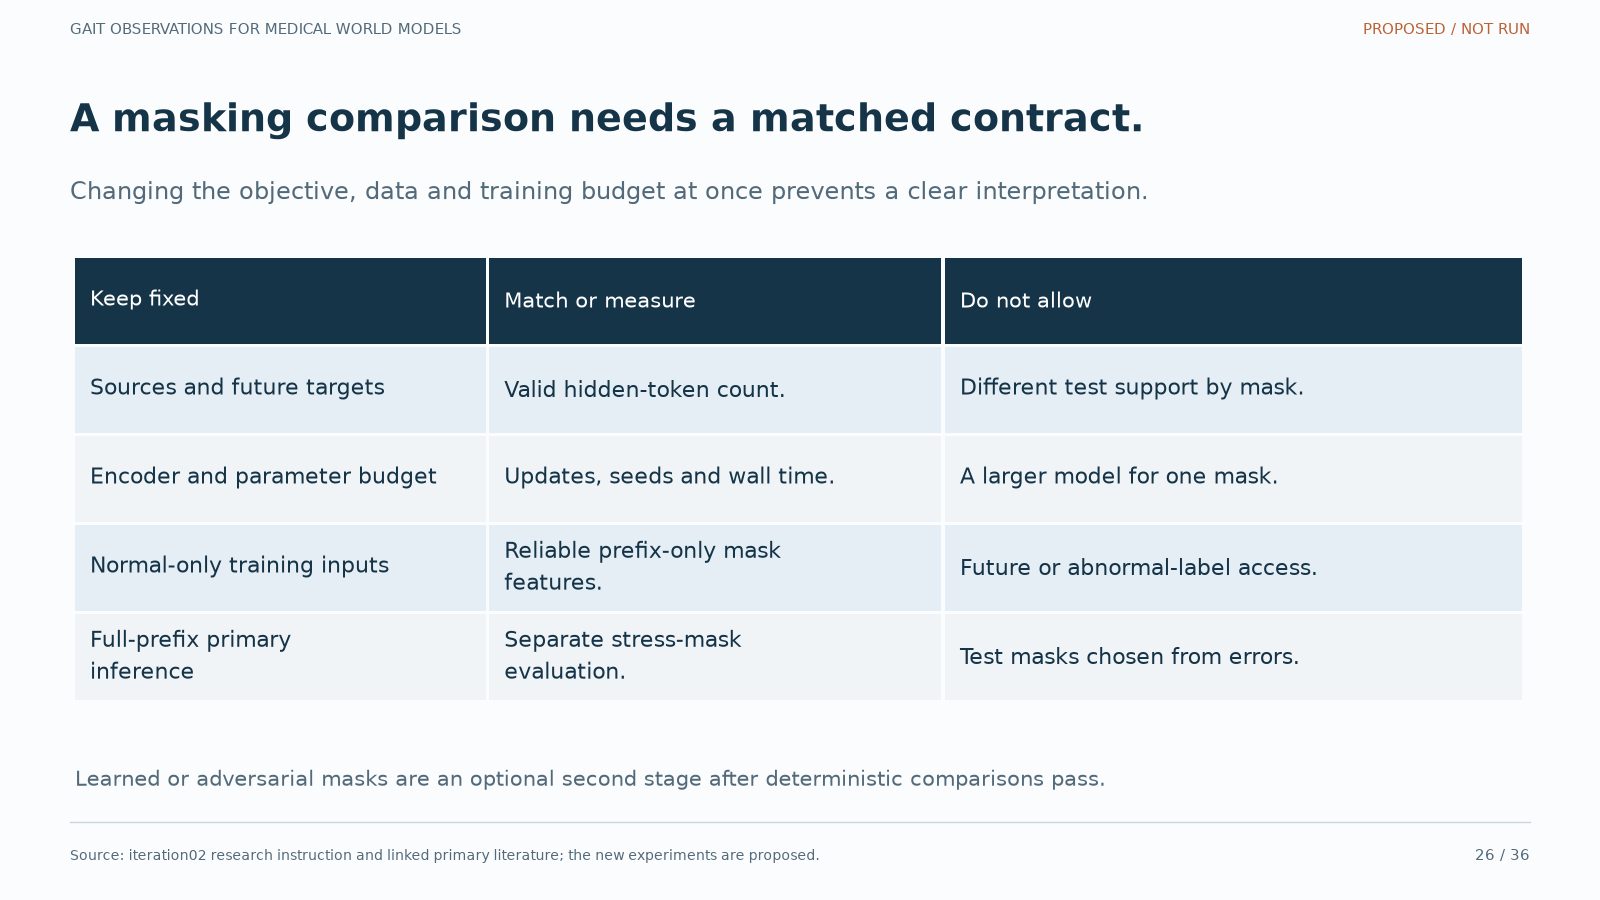 GAIT OBSERVATIONS FOR MEDICAL WORLD MODELS
PROPOSED / NOT RUN
A masking comparison needs a matched contract.
Changing the objective, data and training budget at once prevents a clear interpretation.
Keep fixed
Match or measure
Do not allow
Sources and future targets
Valid hidden-token count.
Different test support by mask.
Encoder and parameter budget
Updates, seeds and wall time.
A larger model for one mask.
Normal-only training inputs
Reliable prefix-only mask
features.
Future or abnormal-label access.
Full-prefix primary
inference
Separate stress-mask
evaluation.
Test masks chosen from errors.
Learned or adversarial masks are an optional second stage after deterministic comparisons pass.
Source: iteration02 research instruction and linked primary literature; the new experiments are proposed.
26 / 36